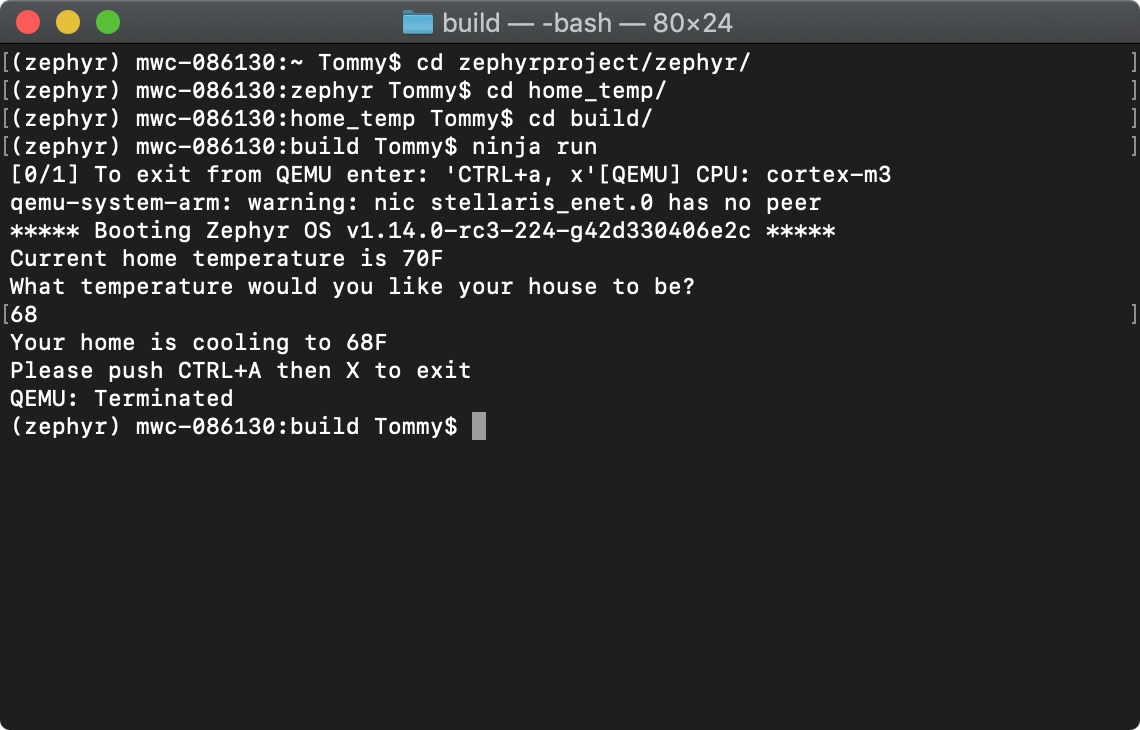 build — -bash — 80×24
[(zephyr) mwc-086130:~ Tommy$ cd zephyrproject/zephyr/ ]
[(zephyr) mwc-086130:zephyr Tommy$ cd home_temp/ ]
[(zephyr) mwc-086130:home_temp Tommy$ cd build/ ]
[(zephyr) mwc-086130:build Tommy$ ninja run ]
[0/1] To exit from QEMU enter: 'CTRL+a, x'[QEMU] CPU: cortex-m3
qemu-system-arm: warning: nic stellaris_enet.0 has no peer
***** Booting Zephyr OS v1.14.0-rc3-224-g42d330406e2c *****
Current home temperature is 70F
What temperature would you like your house to be?
[68 ]
Your home is cooling to 68F
Please push CTRL+A then X to exit
QEMU: Terminated
(zephyr) mwc-086130:build Tommy$